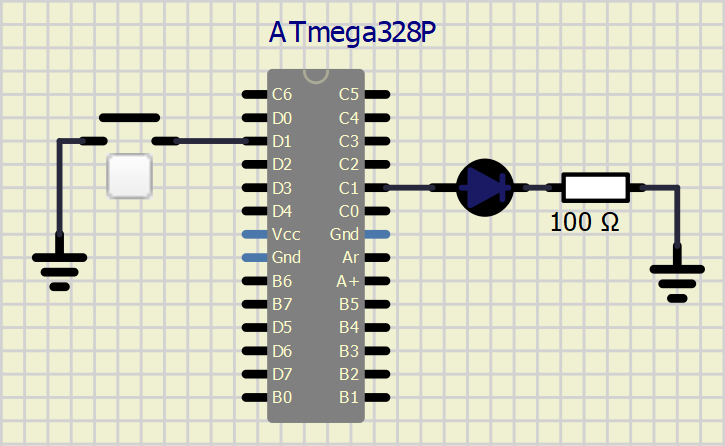 ATmega328P
C6 C5
D0 C4
D1 C3
D2 C2
D3 C1
D4 C0
Vcc Gnd
Gnd Ar
B6 A+
B7 B5
D5 B4
D6 B3
D7 B2
B0 B1
100 Ω